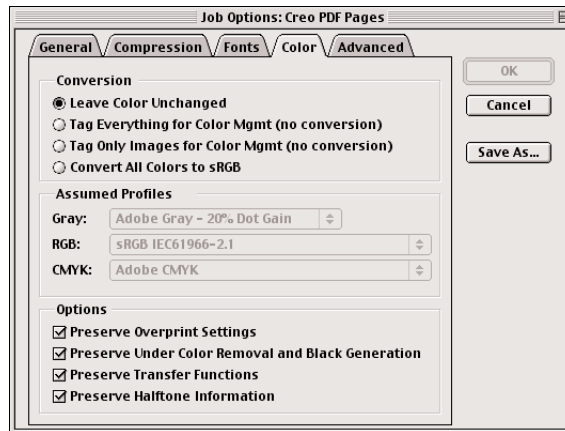 Job Options: Creo PDF Pages
General Compression Fonts Color Advanced
Conversion
Leave Color Unchanged
Tag Everything for Color Mgmt (no conversion)
Tag Only Images for Color Mgmt (no conversion)
Convert All Colors to sRGB
Assumed Profiles
Gray: Adobe Gray - 20% Dot Gain
RGB: sRGB IEC61966-2.1
CMYK: Adobe CMYK
Options
Preserve Overprint Settings
Preserve Under Color Removal and Black Generation
Preserve Transfer Functions
Preserve Halftone Information
OK
Cancel
Save As...